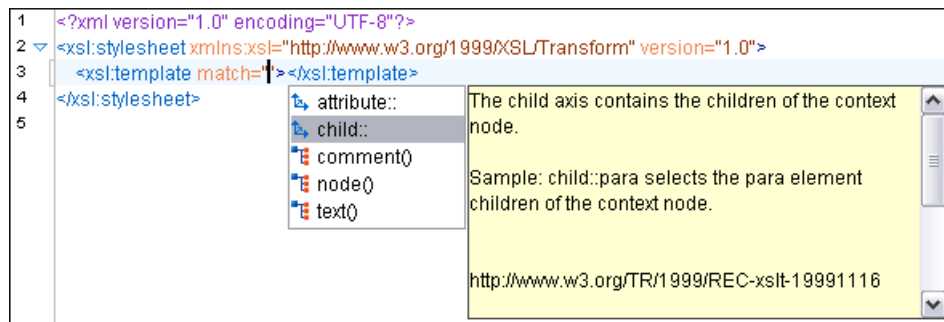 1 <?xml version="1.0" encoding="UTF-8"?>
2 <xsl:stylesheet xmlns:xsl="http://www.w3.org/1999/XSL/Transform" version="1.0">
3 <xsl:template match=""></xsl:template>
4 </xsl:stylesheet>
5
attribute::
child::
comment()
node()
text()
The child axis contains the children of the context
node.
Sample: child::para selects the para element
children of the context node.
http://www.w3.org/TR/1999/REC-xslt-19991116